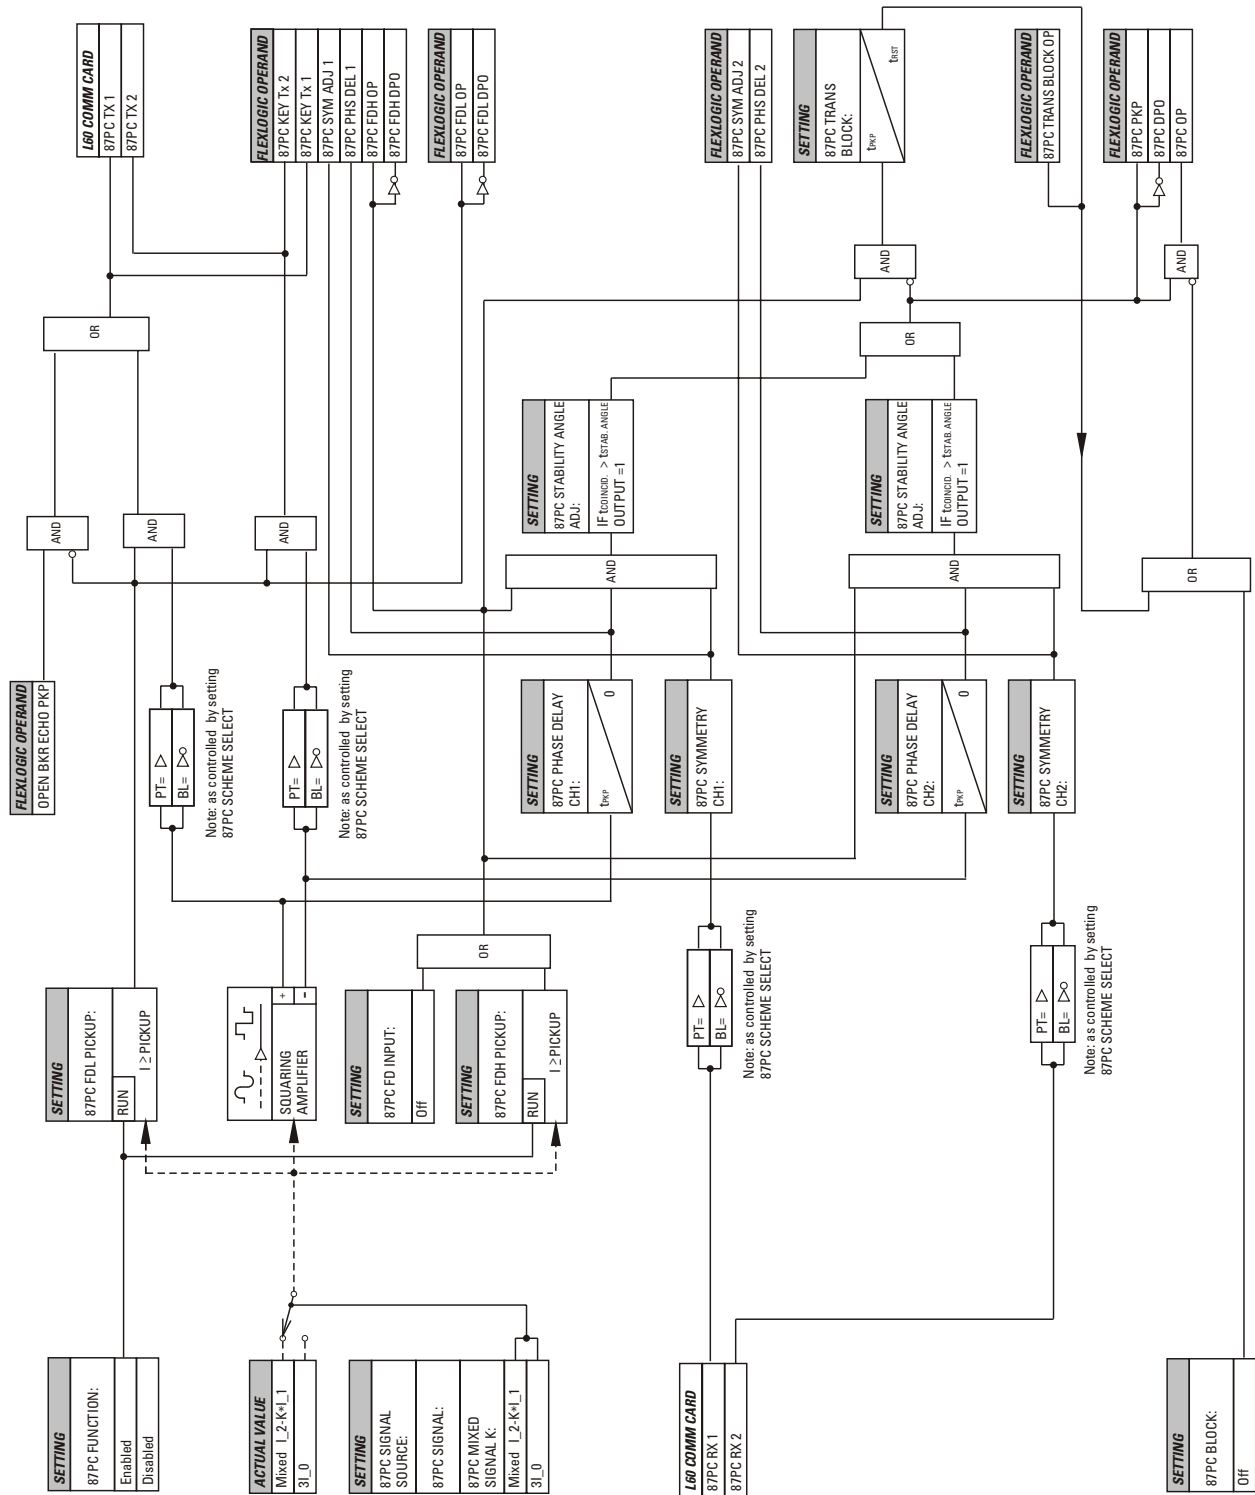 SETTING
87PC FUNCTION:
Enabled
Disabled
ACTUAL VALUE
Mixed I_2-K*I_1
3I_0
SETTING
87PC SIGNAL
SOURCE:
87PC SIGNAL:
87PC MIXED
SIGNAL K:
Mixed I_2-K*I_1
3I_0
L60 COMM CARD
87PC RX 1
87PC RX 2
SETTING
87PC BLOCK:
Off
SETTING
87PC FDL PICKUP:
RUN
I ≥ PICKUP
SQUARING
AMPLIFIER
+
-
SETTING
87PC FD INPUT:
Off
SETTING
87PC FDH PICKUP:
RUN
I ≥ PICKUP
OR
PT=
BL=
Note: as controlled by setting
87PC SCHEME SELECT
PT=
BL=
Note: as controlled by setting
87PC SCHEME SELECT
FLEXLOGIC OPERAND
OPEN BKR ECHO PKP
PT=
BL=
Note: as controlled by setting
87PC SCHEME SELECT
PT=
BL=
Note: as controlled by setting
87PC SCHEME SELECT
SETTING
87PC PHASE DELAY
CH1:
tPKP
0
SETTING
87PC SYMMETRY
CH1:
SETTING
87PC PHASE DELAY
CH2:
tPKP
0
SETTING
87PC SYMMETRY
CH2:
AND
AND
AND
AND
AND
OR
SETTING
87PC STABILITY ANGLE
ADJ:
IF tCOINCID. > tSTAB. ANGLE
OUTPUT =1
SETTING
87PC STABILITY ANGLE
ADJ:
IF tCOINCID. > tSTAB. ANGLE
OUTPUT =1
OR
OR
AND
AND
L60 COMM CARD
87PC TX 1
87PC TX 2
FLEXLOGIC OPERAND
87PC KEY Tx 2
87PC KEY Tx 1
87PC SYM ADJ 1
87PC PHS DEL 1
87PC FDH OP
87PC FDH DPO
FLEXLOGIC OPERAND
87PC FDL OP
87PC FDL DPO
FLEXLOGIC OPERAND
87PC SYM ADJ 2
87PC PHS DEL 2
SETTING
87PC TRANS
BLOCK:
tPKP
tRST
FLEXLOGIC OPERAND
87PC TRANS BLOCK OP
FLEXLOGIC OPERAND
87PC PKP
87PC DPO
87PC OP